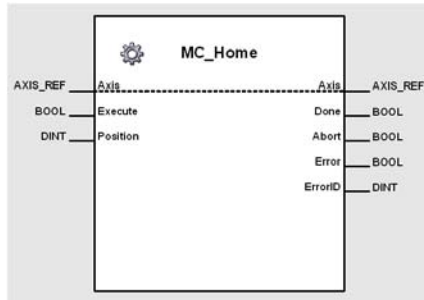 MC_Home
AXIS_REF Axis Axis AXIS_REF
BOOL Execute Done BOOL
DINT Position Abort BOOL
Error BOOL
ErrorID DINT